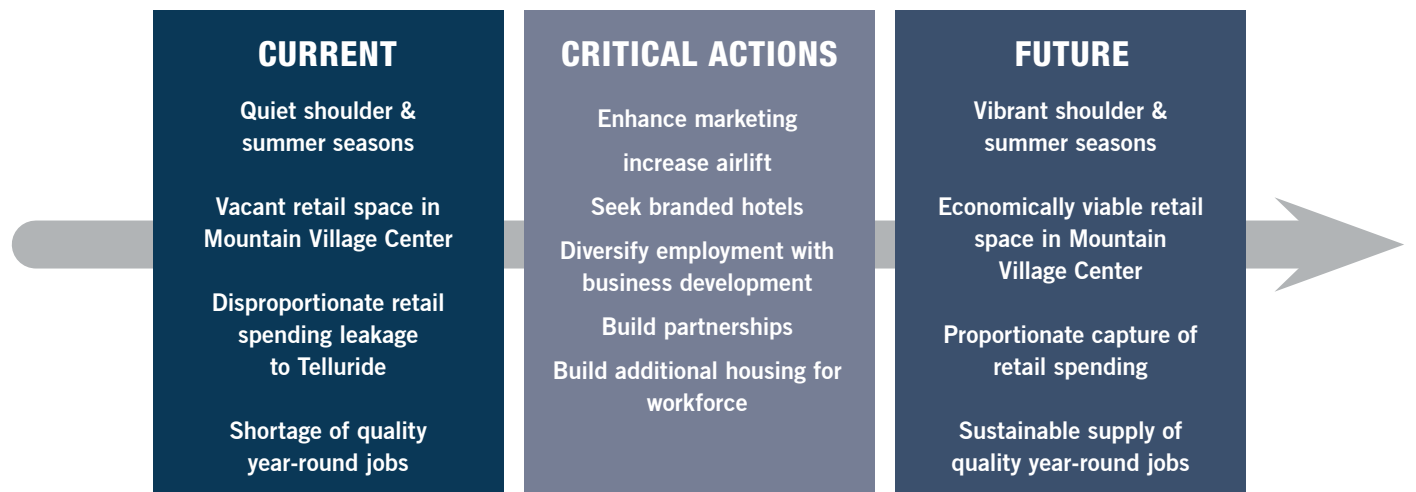 CURRENT
Quiet shoulder &
summer seasons
Vacant retail space in
Mountain Village Center
Disproportionate retail
spending leakage
to Telluride
Shortage of quality
year-round jobs
CRITICAL ACTIONS
Enhance marketing
increase airlift
Seek branded hotels
Diversify employment with
business development
Build partnerships
Build additional housing for
workforce
FUTURE
Vibrant shoulder &
summer seasons
Economically viable retail
space in Mountain
Village Center
Proportionate capture of
retail spending
Sustainable supply of
quality year-round jobs